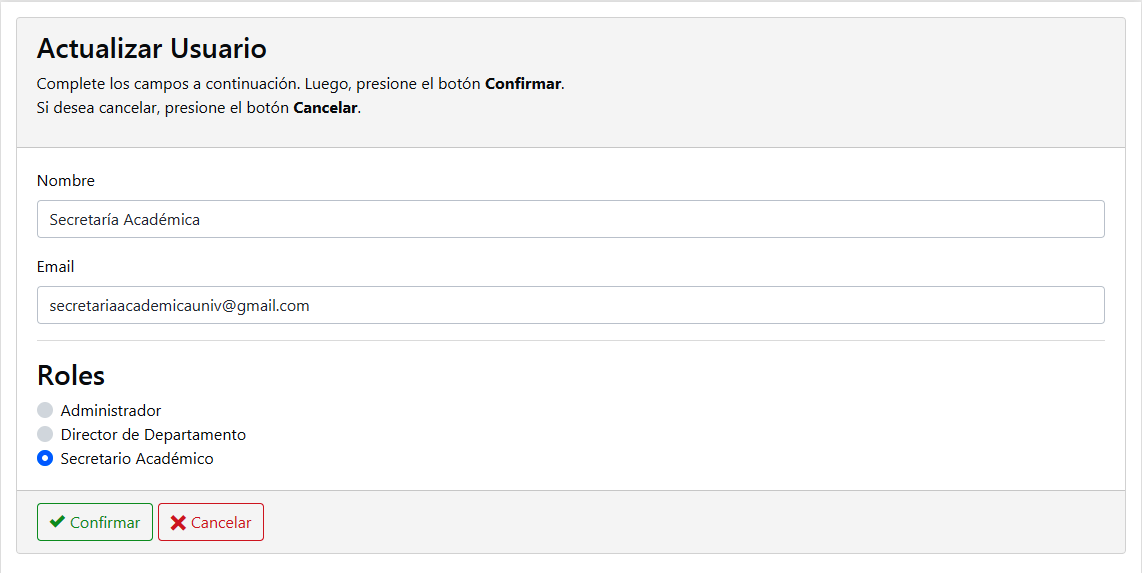 Actualizar Usuario
Complete los campos a continuación. Luego, presione el botón Confirmar.
Si desea cancelar, presione el botón Cancelar.
Nombre
Secretaría Académica
Email
secretariaacademicauniv@gmail.com
Roles
Administrador
Director de Departamento
Secretario Académico
Confirmar Cancelar